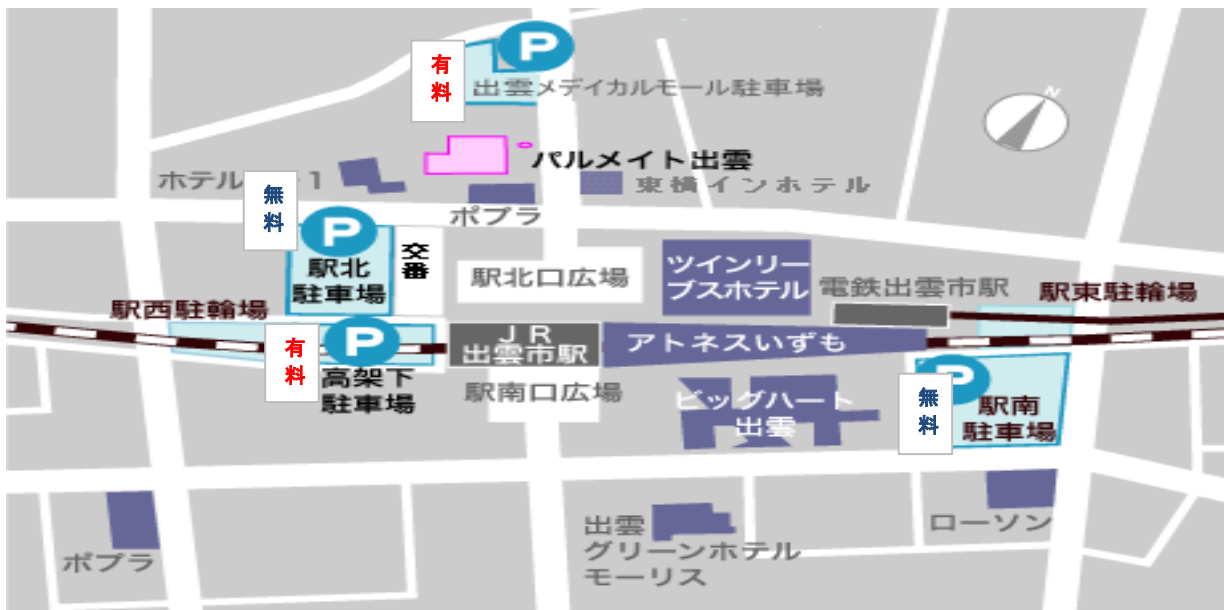 有
料
P
出雲メディカルモール駐車場
N
パルメイト出雲
東横インホテル
ホテル
1
無
料
P
ポプラ
交
番
駅北
駐車場
駅北口広場
ツインリー
ブスホテル
電鉄出雲市駅
駅東駐輪場
駅西駐輪場
有
料
P
高架下
駐車場
JR
出雲市駅
アトネスいずも
駅南口広場
ビッグハート
出雲
無
料
P
駅南
駐車場
ポプラ
出雲
グリーンホテル
モーリス
ローソン